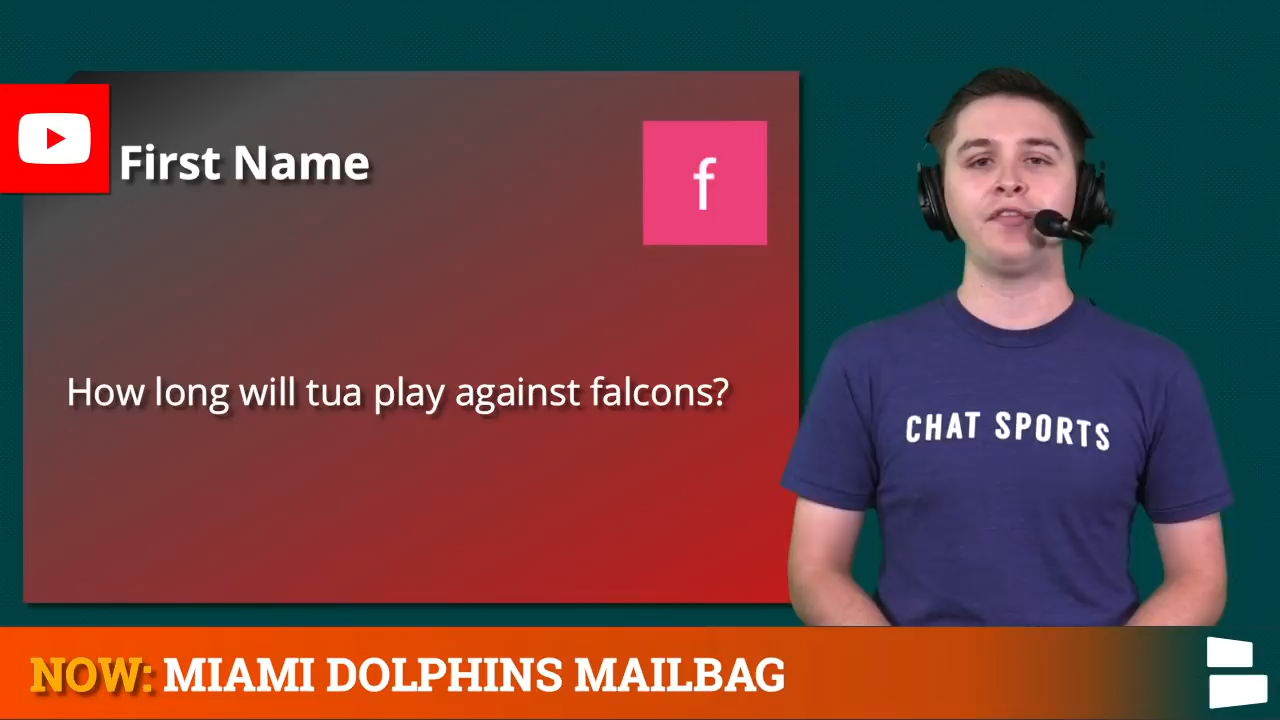 First Name
f
How long will tua play against falcons?
CHAT SPORTS
NOW: MIAMI DOLPHINS MAILBAG